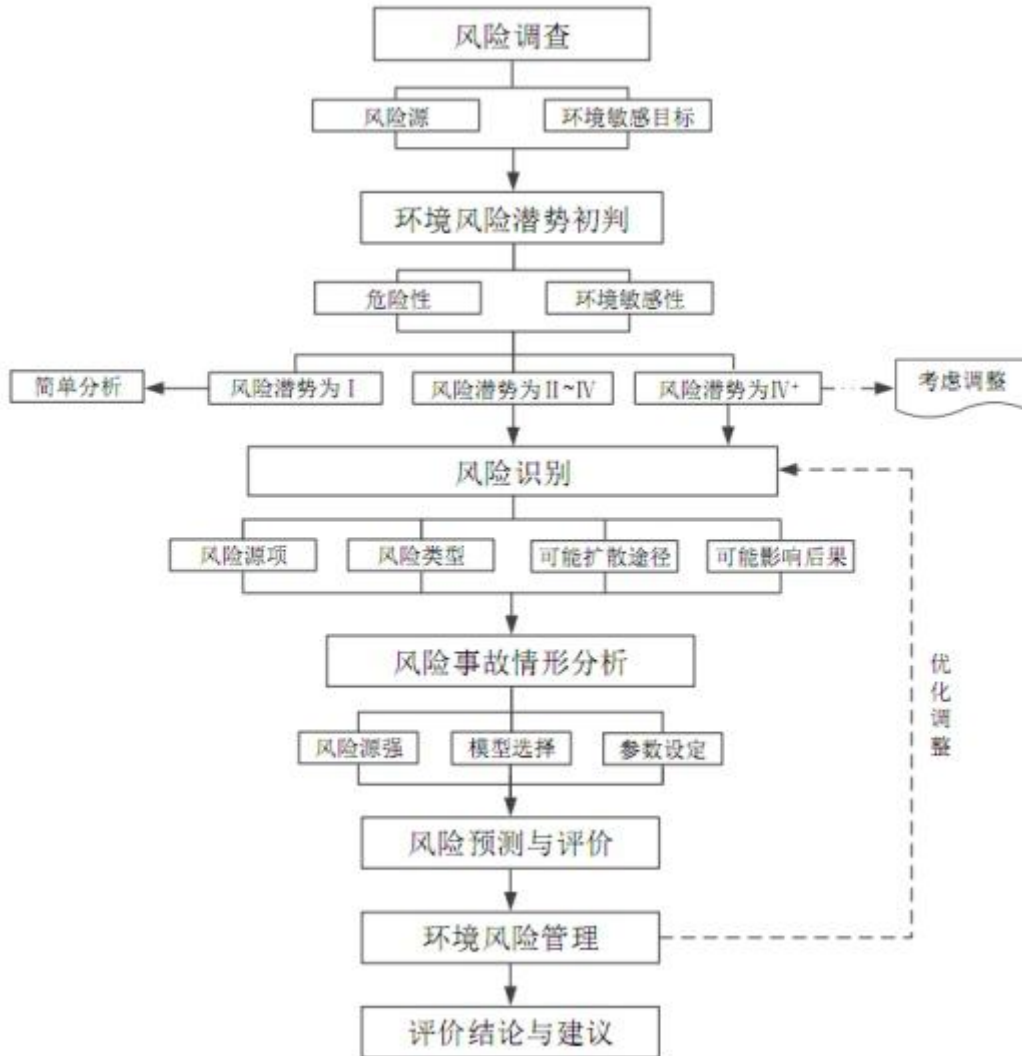 风险调查
风险源
环境敏感目标
环境风险潜势初判
危险性
环境敏感性
简单分析
风险潜势为Ⅰ
风险潜势为Ⅱ~Ⅳ
风险潜势为Ⅳ⁺
考虑调整
风险识别
风险源项
风险类型
可能扩散途径
可能影响后果
风险事故情形分析
风险源强
模型选择
参数设定
优化调整
风险预测与评价
环境风险管理
评价结论与建议